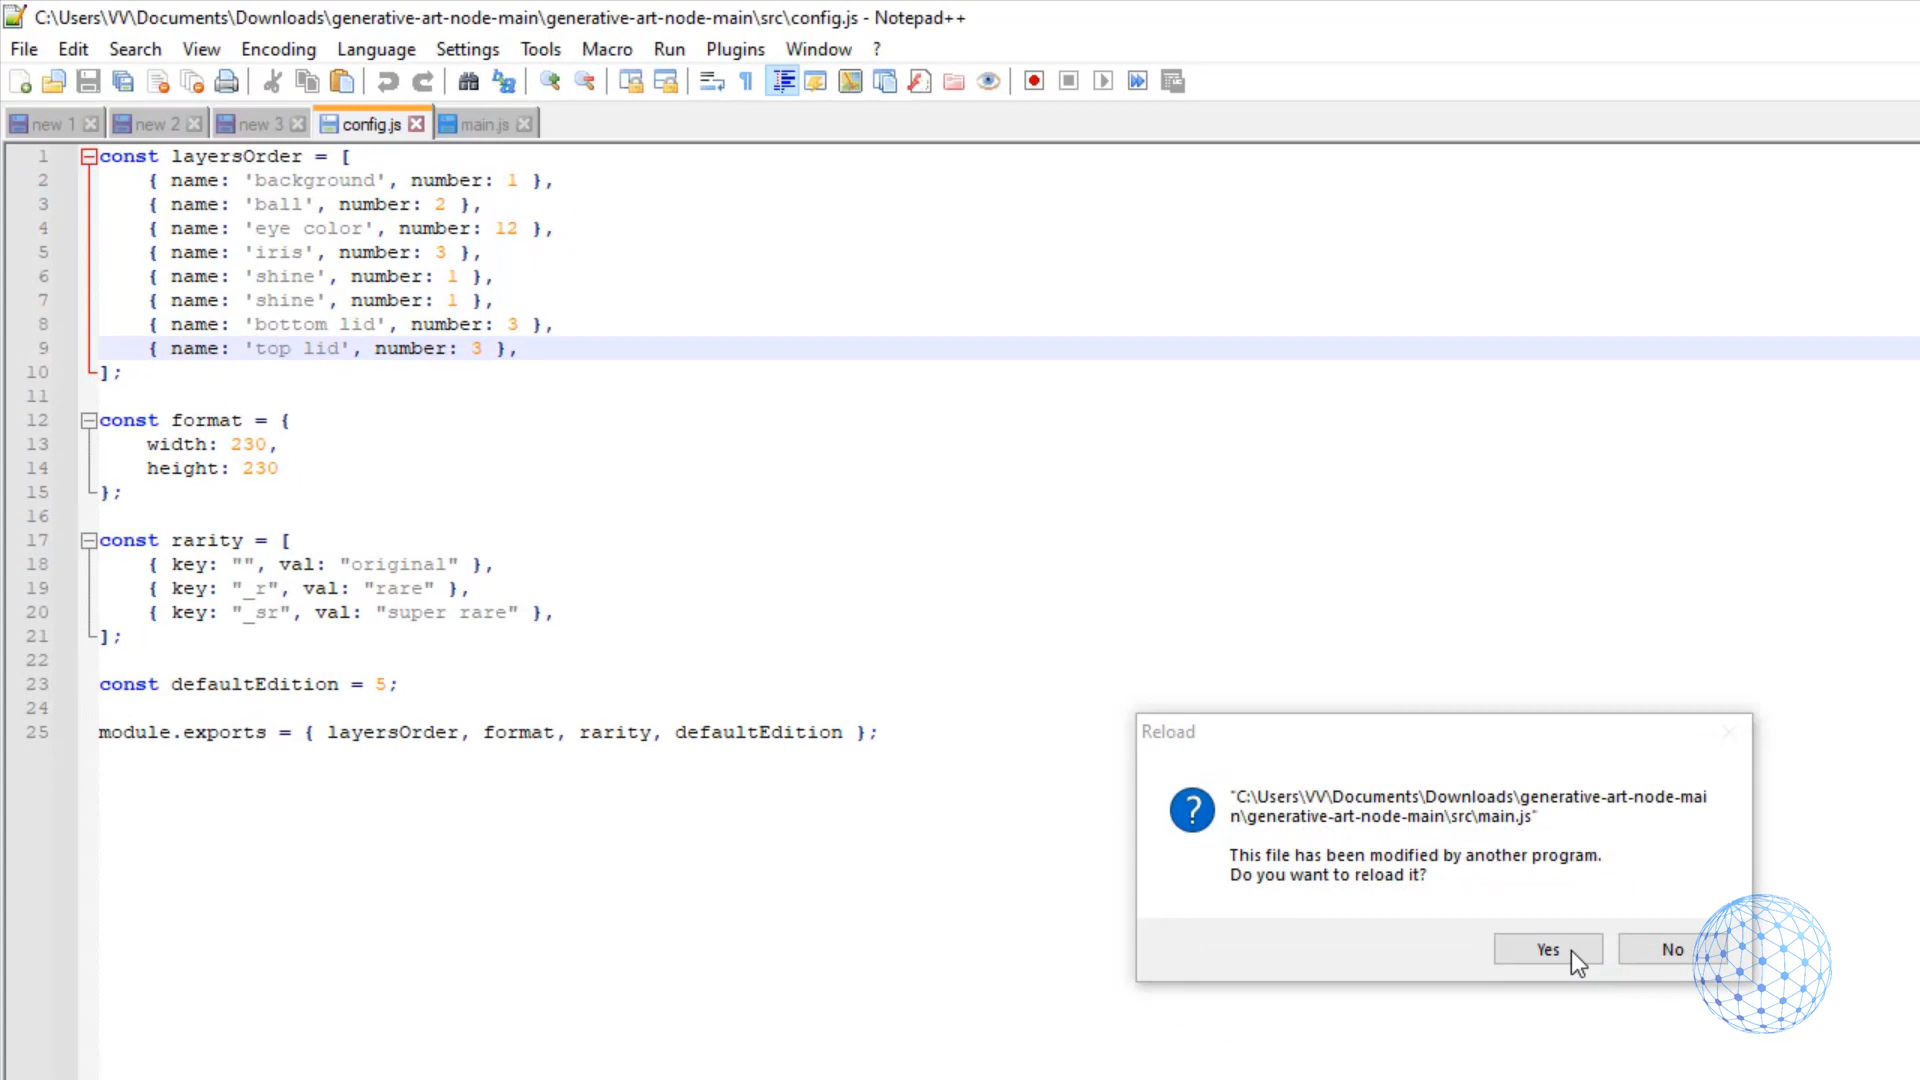 C:\Users\VV\Documents\Downloads\generative-art-node-main\generative-art-node-main\src\config.js - Notepad++
File Edit Search View Encoding Language Settings Tools Macro Run Plugins Window ?
new 1 new 2 new 3 config.js main.js
1 const layersOrder = [
2 { name: 'background', number: 1 },
3 { name: 'ball', number: 2 },
4 { name: 'eye color', number: 12 },
5 { name: 'iris', number: 3 },
6 { name: 'shine', number: 1 },
7 { name: 'shine', number: 1 },
8 { name: 'bottom lid', number: 3 },
9 { name: 'top lid', number: 3 },
10 ];
11
12 const format = {
13 width: 230,
14 height: 230
15 };
16
17 const rarity = [
18 { key: "", val: "original" },
19 { key: "_r", val: "rare" },
20 { key: "_sr", val: "super rare" },
21 ];
22
23 const defaultEdition = 5;
24
25 module.exports = { layersOrder, format, rarity, defaultEdition };
Reload
"C:\Users\VV\Documents\Downloads\generative-art-node-mai
n\generative-art-node-main\src\main.js"
This file has been modified by another program.
Do you want to reload it?
Yes No